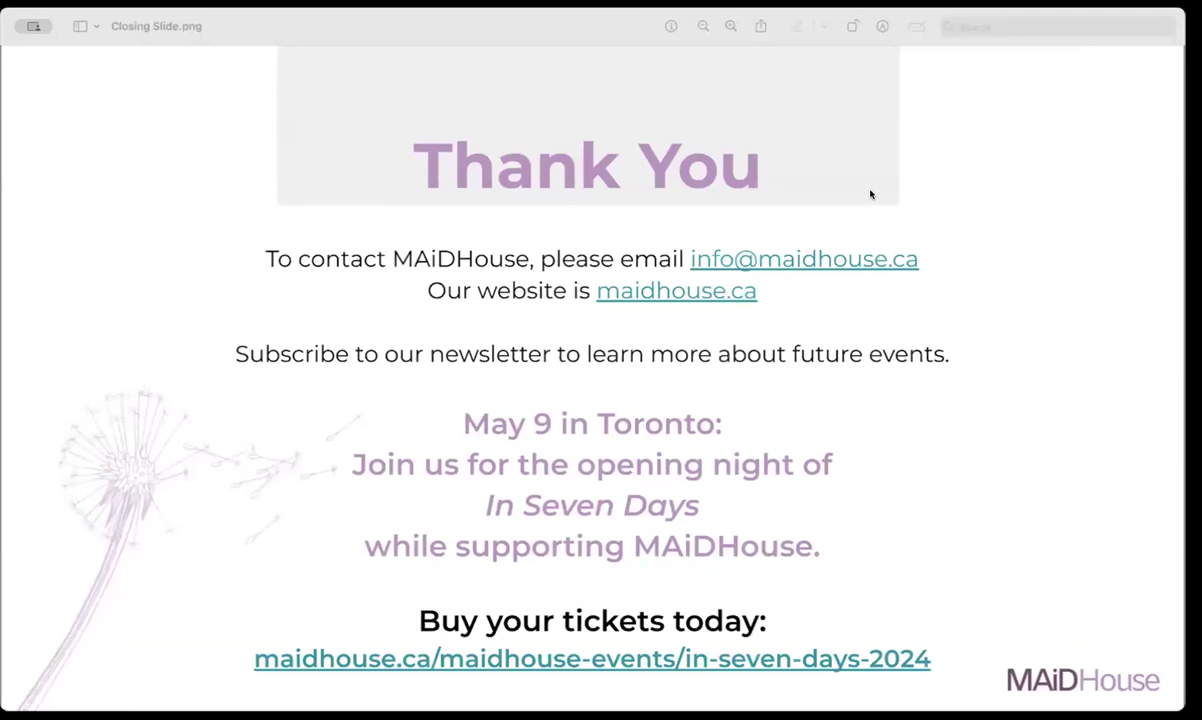 Closing Slide.png
Thank You
To contact MAiDHouse, please email info@maidhouse.ca
Our website is maidhouse.ca
Subscribe to our newsletter to learn more about future events.
May 9 in Toronto:
Join us for the opening night of
In Seven Days
while supporting MAiDHouse.
Buy your tickets today:
maidhouse.ca/maidhouse-events/in-seven-days-2024
MAiDHouse